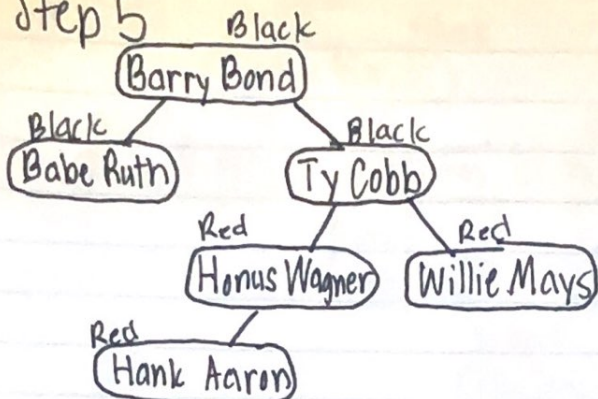 Step 5
Black
Barry Bond
Black
Babe Ruth
Black
Ty Cobb
Red
Honus Wagner
Red
Willie Mays
Red
Hank Aaron